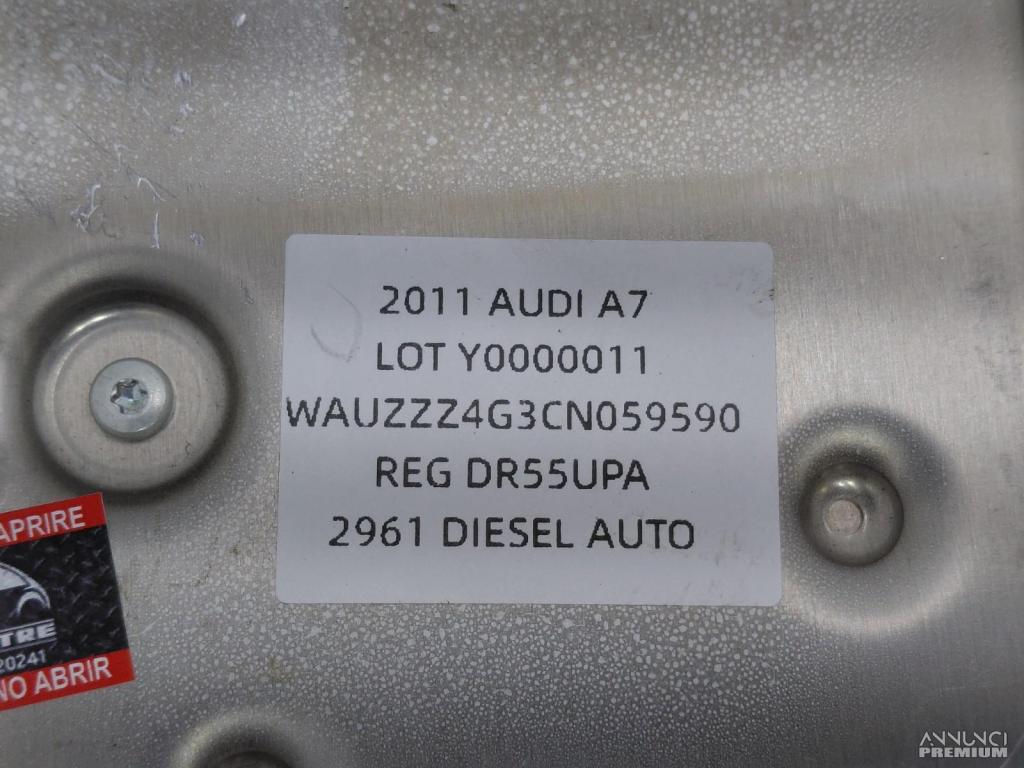 2011 AUDI A7
LOT Y0000011
WAUZZZ4G3CN059590
REG DR55UPA
2961 DIESEL AUTO
APRIRE
TRE
20241
NO ABRIR
ANNUNCI
PREMIUM